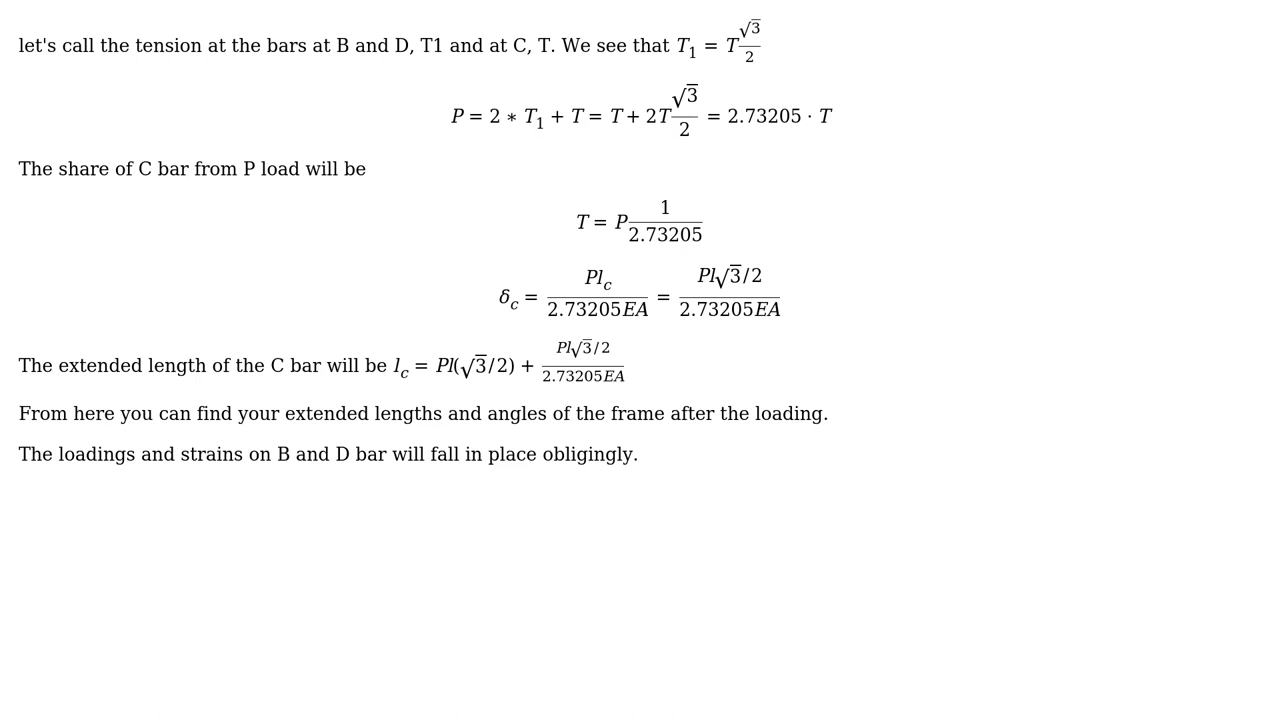 let's call the tension at the bars at B and D, T1 and at C, T. We see that T₁ = T√3/2
P = 2 ∗ T₁ + T = T + 2T√3/2 = 2.73205 · T
The share of C bar from P load will be
T = P 1/2.73205
δ_c = Pl_c/2.73205EA = Pl√3/2/2.73205EA
The extended length of the C bar will be l_c = Pl(√3/2) + Pl√3/2/2.73205EA
From here you can find your extended lengths and angles of the frame after the loading.
The loadings and strains on B and D bar will fall in place obligingly.